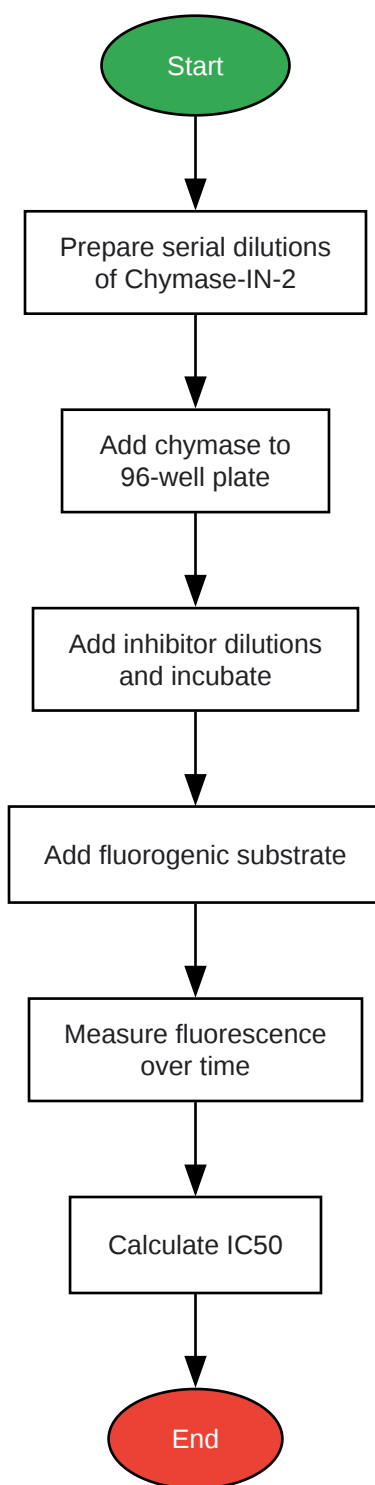 Start
Prepare serial dilutions
of Chymase-IN-2
Add chymase to
96-well plate
Add inhibitor dilutions
and incubate
Add fluorogenic substrate
Measure fluorescence
over time
Calculate IC50
End